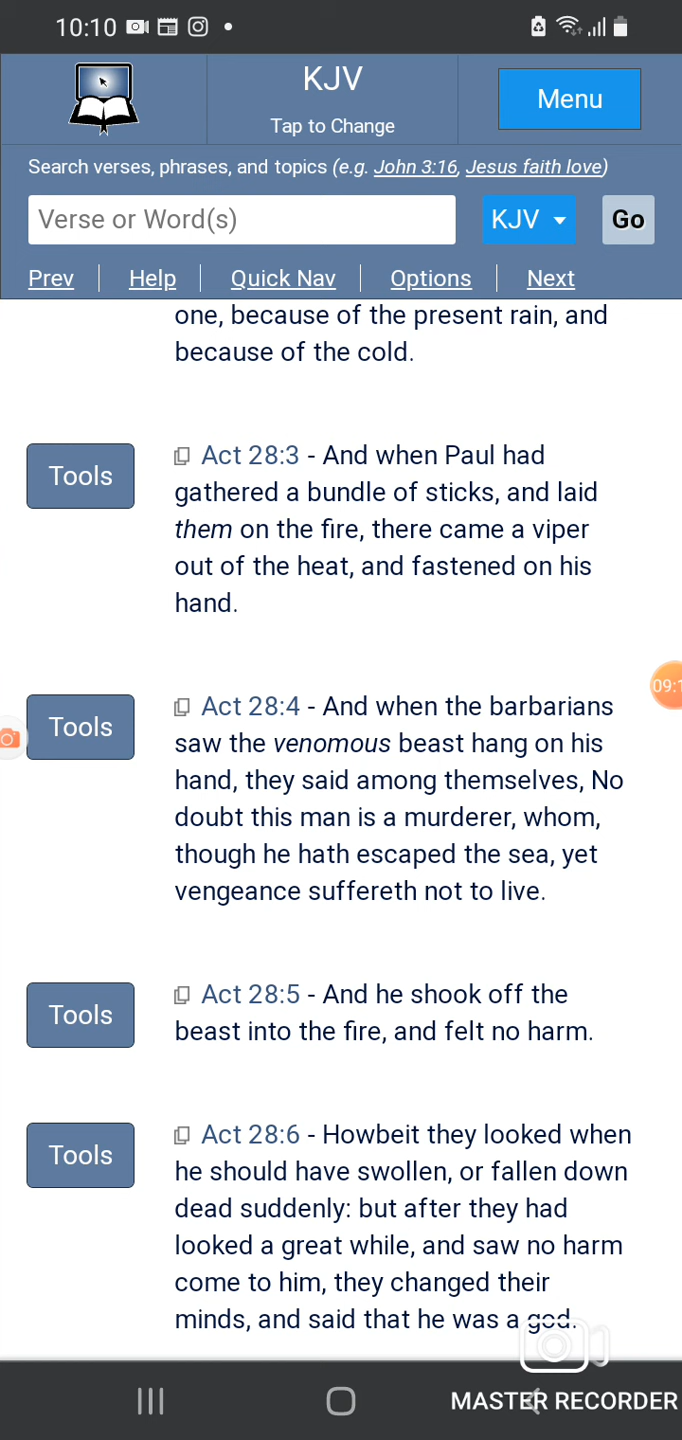 10:10
KJV
Tap to Change
Menu
Search verses, phrases, and topics (e.g. John 3:16, Jesus faith love)
Verse or Word(s)
KJV
Go
Prev
Help
Quick Nav
Options
Next
one, because of the present rain, and
because of the cold.
Tools
Act 28:3 - And when Paul had
gathered a bundle of sticks, and laid
them on the fire, there came a viper
out of the heat, and fastened on his
hand.
09:1
Tools
Act 28:4 - And when the barbarians
saw the venomous beast hang on his
hand, they said among themselves, No
doubt this man is a murderer, whom,
though he hath escaped the sea, yet
vengeance suffereth not to live.
Tools
Act 28:5 - And he shook off the
beast into the fire, and felt no harm.
Tools
Act 28:6 - Howbeit they looked when
he should have swollen, or fallen down
dead suddenly: but after they had
looked a great while, and saw no harm
come to him, they changed their
minds, and said that he was a god.
MASTER RECORDER